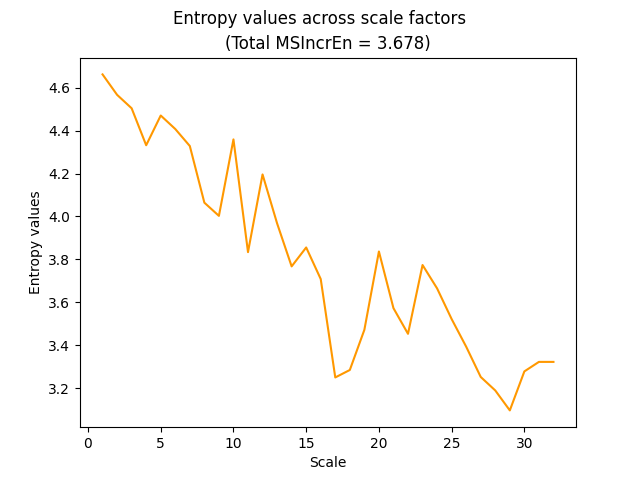 Entropy values across scale factors
(Total MSIncrEn = 3.678)
4.6
4.4
4.2
4.0
3.8
3.6
3.4
3.2
Entropy values
0 5 10 15 20 25 30
Scale